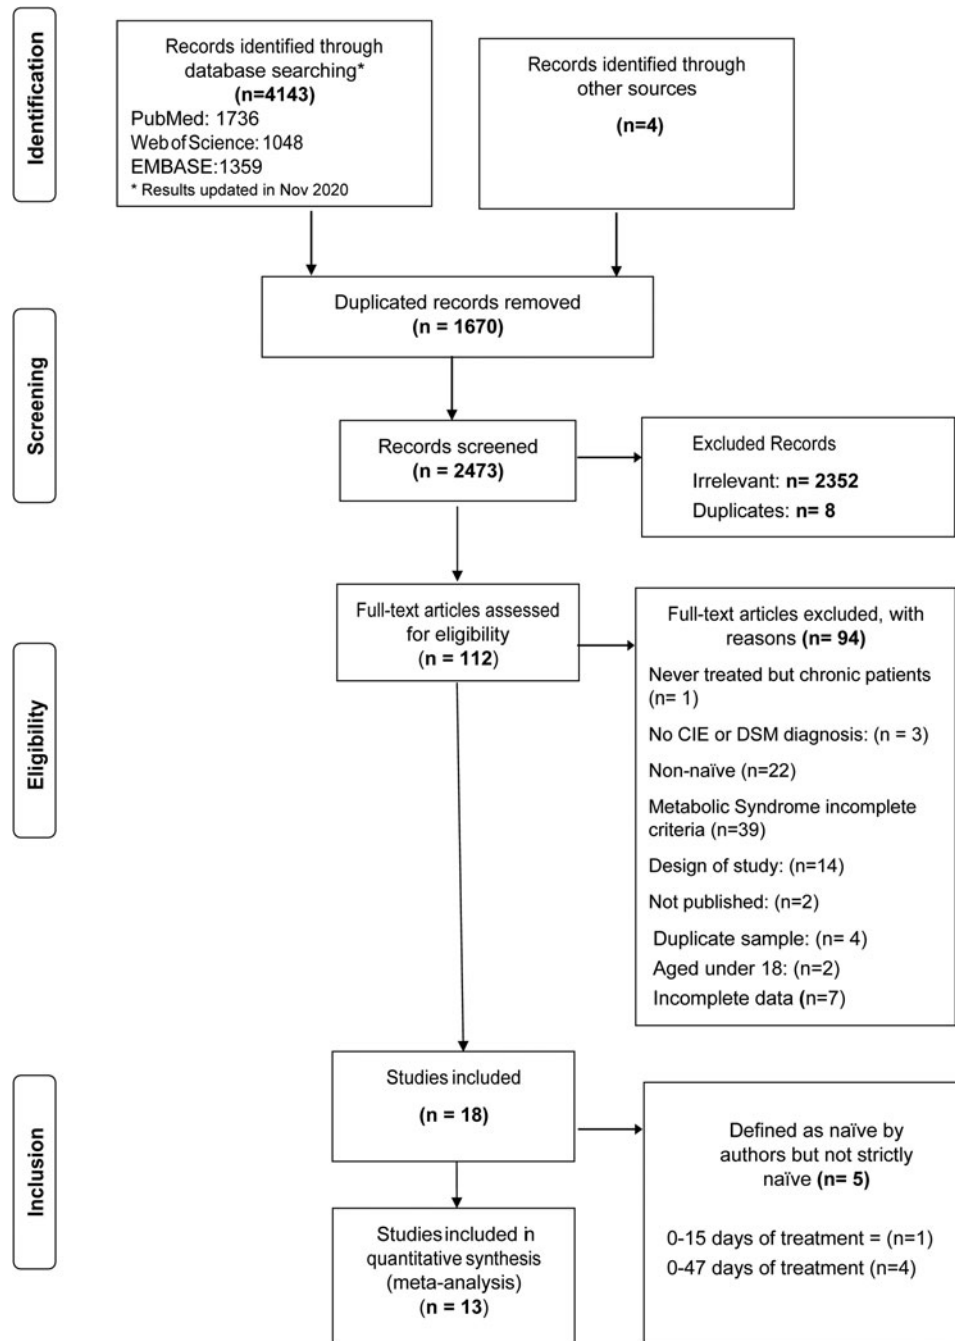 Identification
Records identified through
database searching*
(n=4143)
PubMed: 1736
Web of Science: 1048
EMBASE:1359
* Results updated in Nov 2020
Records identified through
other sources
(n=4)
Screening
Duplicated records removed
(n = 1670)
Records screened
(n = 2473)
Excluded Records
Irrelevant: n= 2352
Duplicates: n= 8
Eligibility
Full-text articles assessed
for eligibility
(n = 112)
Full-text articles excluded, with
reasons (n= 94)
Never treated but chronic patients
(n= 1)
No CIE or DSM diagnosis: (n = 3)
Non-naïve (n=22)
Metabolic Syndrome incomplete
criteria (n=39)
Design of study: (n=14)
Not published: (n=2)
Duplicate sample: (n= 4)
Aged under 18: (n=2)
Incomplete data (n=7)
Inclusion
Studies included
(n = 18)
Defined as naïve by
authors but not strictly
naïve (n= 5)
0-15 days of treatment = (n=1)
0-47 days of treatment (n=4)
Studies included in
quantitative synthesis
(meta-analysis)
(n = 13)